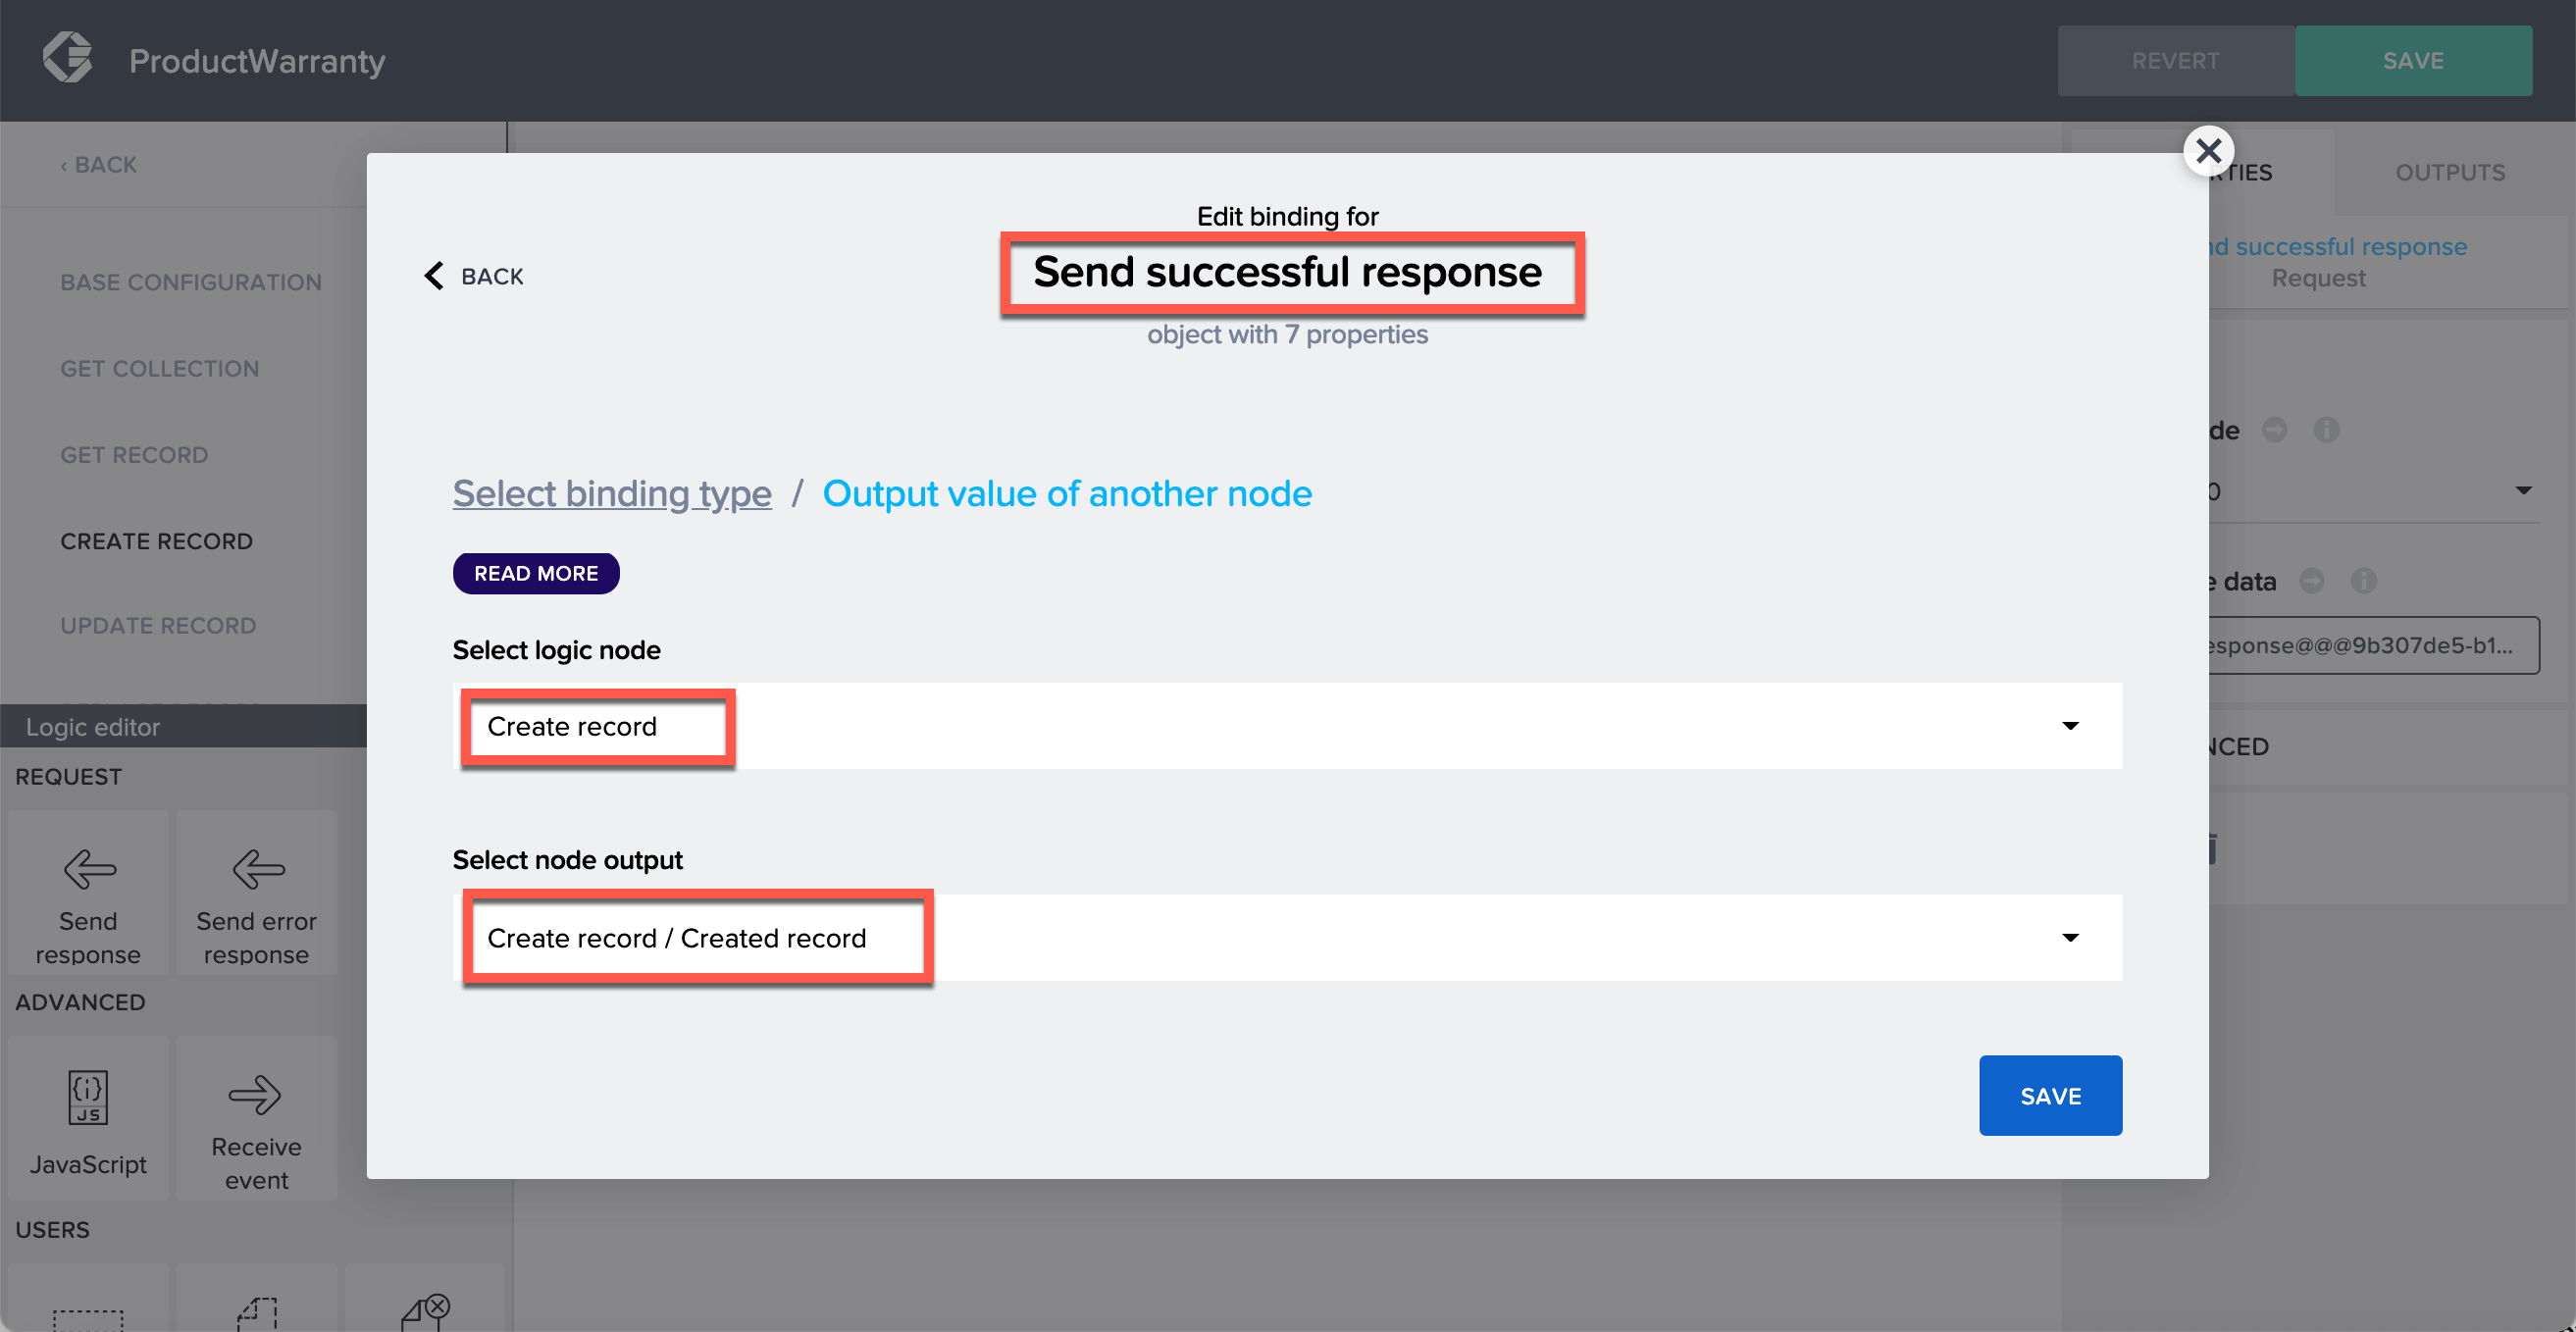 ProductWarranty
REVERT
SAVE
‹ BACK
BASE CONFIGURATION
GET COLLECTION
GET RECORD
CREATE RECORD
UPDATE RECORD
Logic editor
REQUEST
Send
response
Send error
response
ADVANCED
JS
JavaScript
Receive
event
USERS
BACK
Edit binding for
Send successful response
object with 7 properties
Select binding type / Output value of another node
READ MORE
Select logic node
Create record
Select node output
Create record / Created record
SAVE
RTIES
OUTPUTS
nd successful response
Request
de
0
e data
esponse@@@9b307de5-b1...
NCED